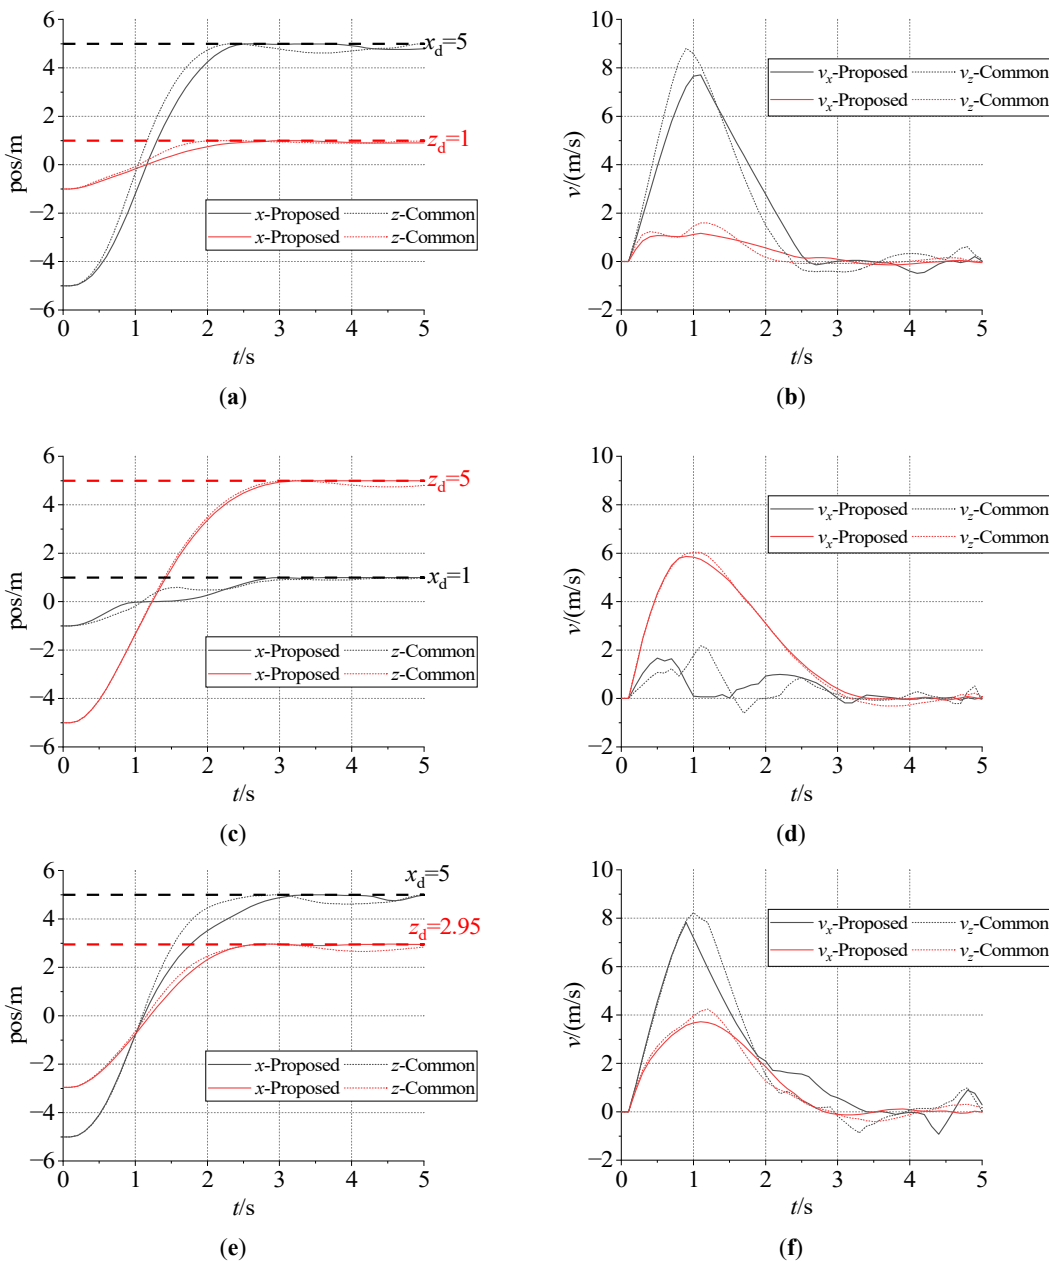 6
4
2
0
−2
−4
−6
pos/m
x_d=5
z_d=1
x-Proposed z-Common
x-Proposed z-Common
0 1 2 3 4 5
t/s
(a)
10
8
6
4
2
0
−2
v/(m/s)
v_x-Proposed v_z-Common
v_x-Proposed v_z-Common
0 1 2 3 4 5
t/s
(b)
6
4
2
0
−2
−4
−6
pos/m
z_d=5
x_d=1
x-Proposed z-Common
x-Proposed z-Common
0 1 2 3 4 5
t/s
(c)
10
8
6
4
2
0
−2
v/(m/s)
v_x-Proposed v_z-Common
v_x-Proposed v_z-Common
0 1 2 3 4 5
t/s
(d)
6
4
2
0
−2
−4
−6
pos/m
x_d=5
z_d=2.95
x-Proposed z-Common
x-Proposed z-Common
0 1 2 3 4 5
t/s
(e)
10
8
6
4
2
0
−2
v/(m/s)
v_x-Proposed v_z-Common
v_x-Proposed v_z-Common
0 1 2 3 4 5
t/s
(f)